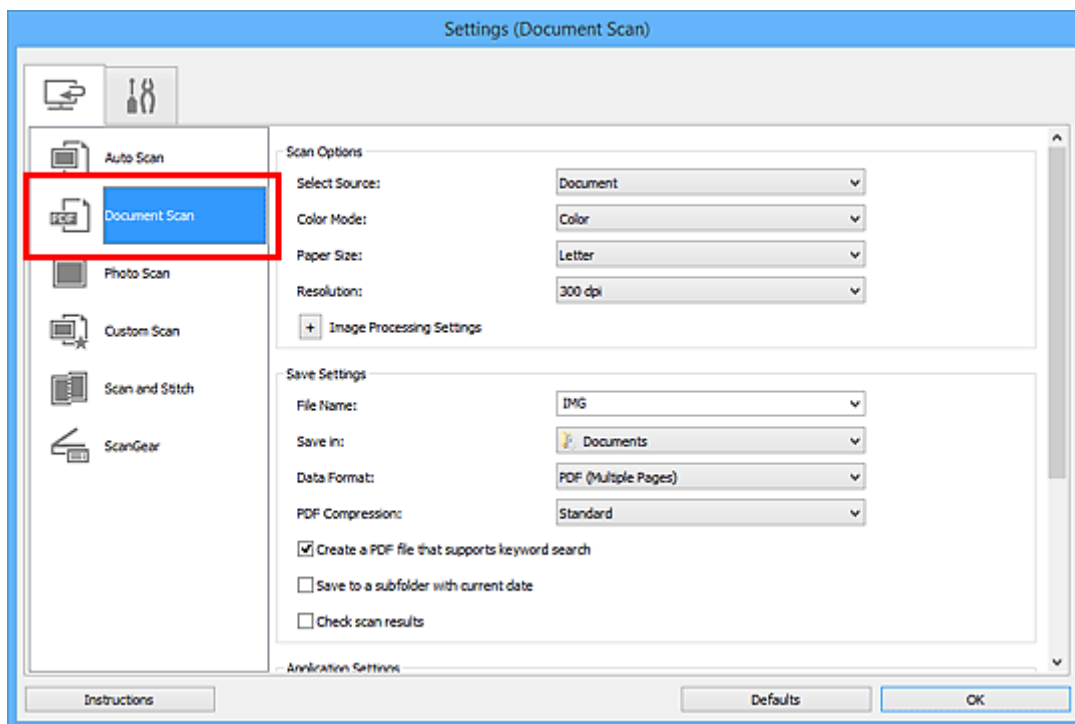 Settings (Document Scan)
Auto Scan
PDF
Document Scan
Photo Scan
Custom Scan
Scan and Stitch
ScanGear
Scan Options
Select Source: Document
Color Mode: Color
Paper Size: Letter
Resolution: 300 dpi
+ Image Processing Settings
Save Settings
File Name: IMG
Save in: Documents
Data Format: PDF (Multiple Pages)
PDF Compression: Standard
Create a PDF file that supports keyword search
Save to a subfolder with current date
Check scan results
Application Settings
Instructions Defaults OK